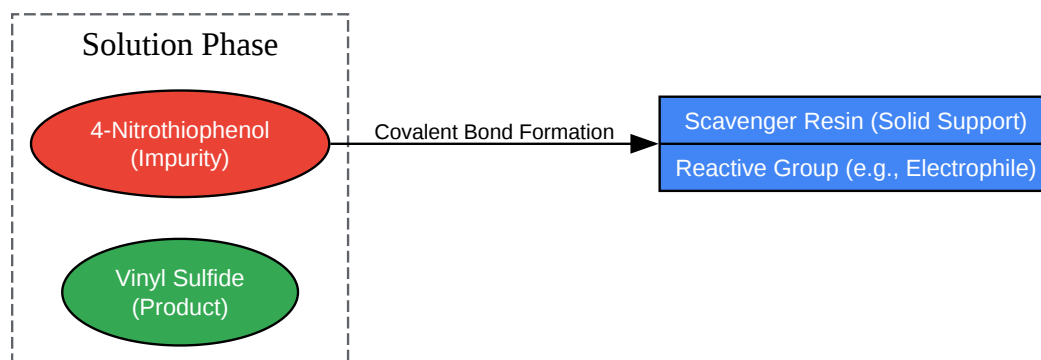 Solution Phase
4-Nitrothiophenol
(Impurity)
Covalent Bond Formation
Scavenger Resin (Solid Support)
Reactive Group (e.g., Electrophile)
Vinyl Sulfide
(Product)